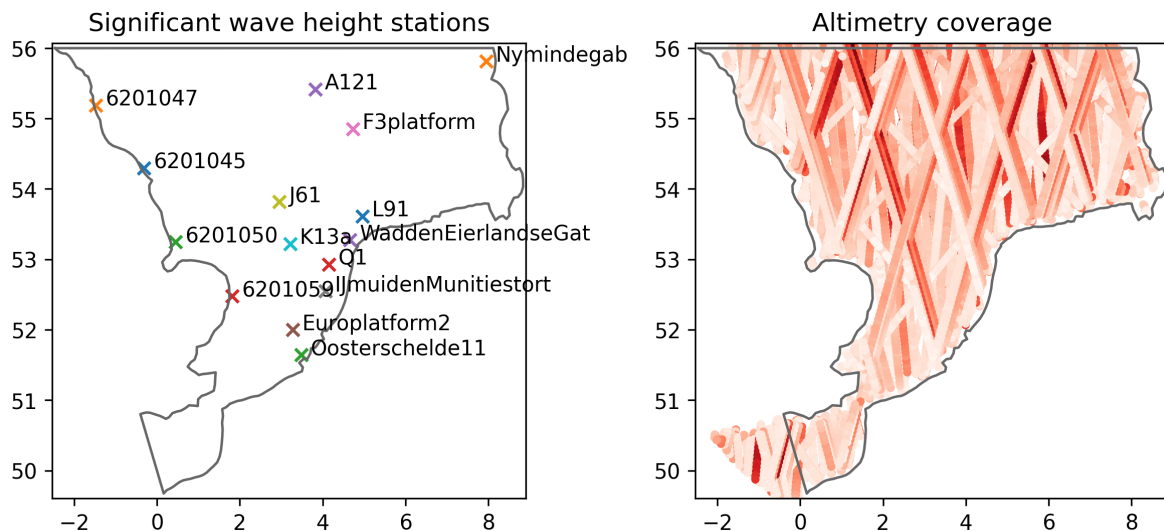 Significant wave height stations
Altimetry coverage
56
55
54
53
52
51
50
−2
0
2
4
6
8
Nymindegab
A121
6201047
F3platform
6201045
J61
L91
6201050
K13a
WaddenEierlandseGat
Q1
6201059
IJmuidenMunitiestort
Europlatform2
Oosterschelde11
56
55
54
53
52
51
50
−2
0
2
4
6
8